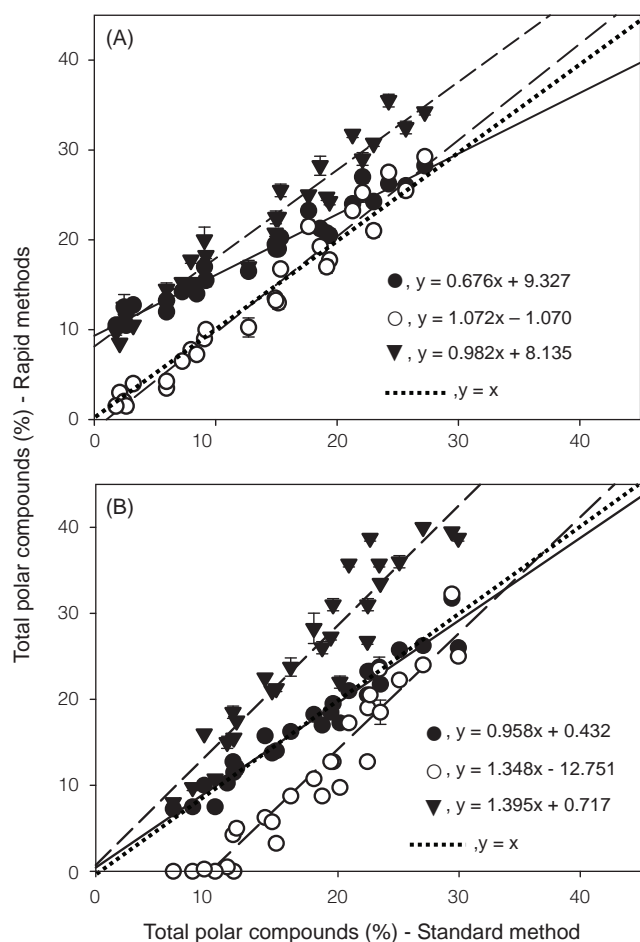 (A)
40
30
20
10
0
, y = 0.676x + 9.327
, y = 1.072x – 1.070
, y = 0.982x + 8.135
,y = x
0 10 20 30 40
Total polar compounds (%) - Rapid methods
(B)
40
30
20
10
0
, y = 0.958x + 0.432
, y = 1.348x - 12.751
, y = 1.395x + 0.717
,y = x
0 10 20 30 40
Total polar compounds (%) - Standard method